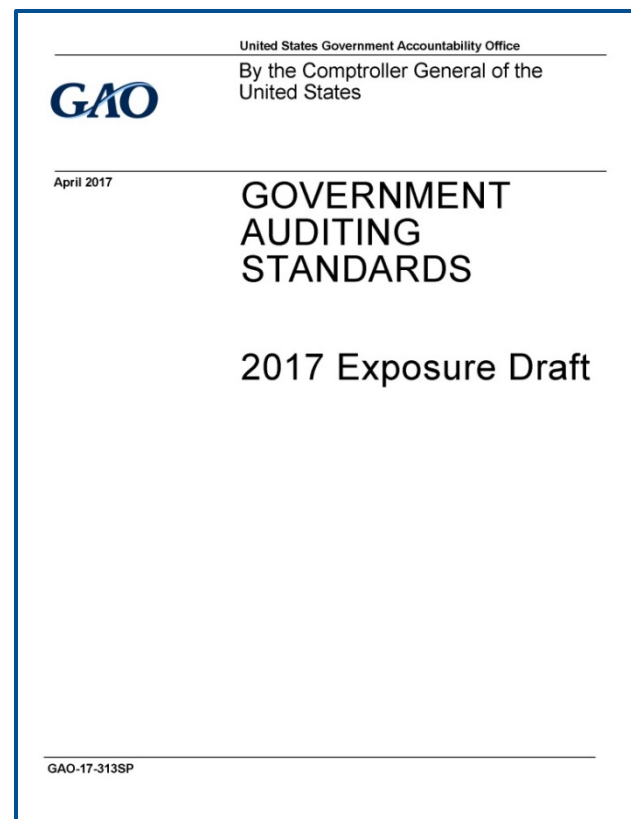 United States Government Accountability Office
GAO
By the Comptroller General of the
United States
April 2017
GOVERNMENT
AUDITING
STANDARDS
2017 Exposure Draft
GAO-17-313SP